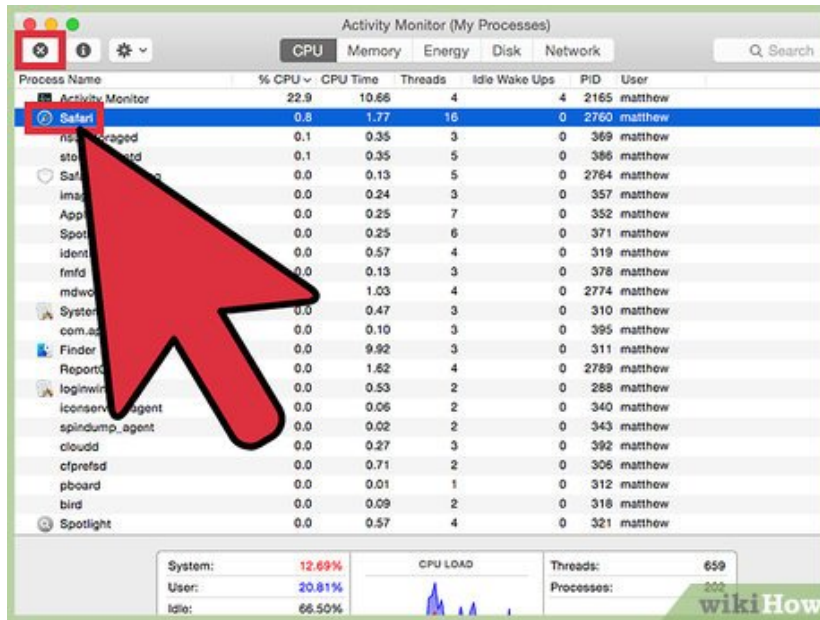 Activity Monitor (My Processes)
CPU Memory Energy Disk Network Search
Process Name % CPU CPU Time Threads Idle Wake Ups PID User
Activity Monitor 22.9 10.66 4 4 2165 matthew
Safari 0.8 1.77 16 0 2760 matthew
0.1 0.35 3 0 369 matthew
0.1 0.35 5 0 386 matthew
0.0 0.13 5 0 2764 matthew
0.0 0.24 3 0 357 matthew
0.0 0.25 7 0 352 matthew
0.0 0.25 6 0 371 matthew
0.0 0.57 4 0 319 matthew
fmfd 0.0 0.13 3 0 378 matthew
1.03 4 0 2774 matthew
0.0 0.47 3 0 310 matthew
0.0 0.10 3 0 395 matthew
Finder 0.0 9.92 3 0 311 matthew
0.0 1.62 4 0 2789 matthew
0.0 0.53 2 0 288 matthew
0.0 0.06 2 0 340 matthew
spindump_agent 0.0 0.02 2 0 343 matthew
cloudd 0.0 0.27 3 0 392 matthew
cfprefsd 0.0 0.71 2 0 306 matthew
pboard 0.0 0.01 1 0 312 matthew
bird 0.0 0.09 2 0 318 matthew
Spotlight 0.0 0.57 4 0 321 matthew
System: 12.69% CPU LOAD Threads: 659
User: 20.81% Processes: 202
Idle: 66.50%
wikiHow